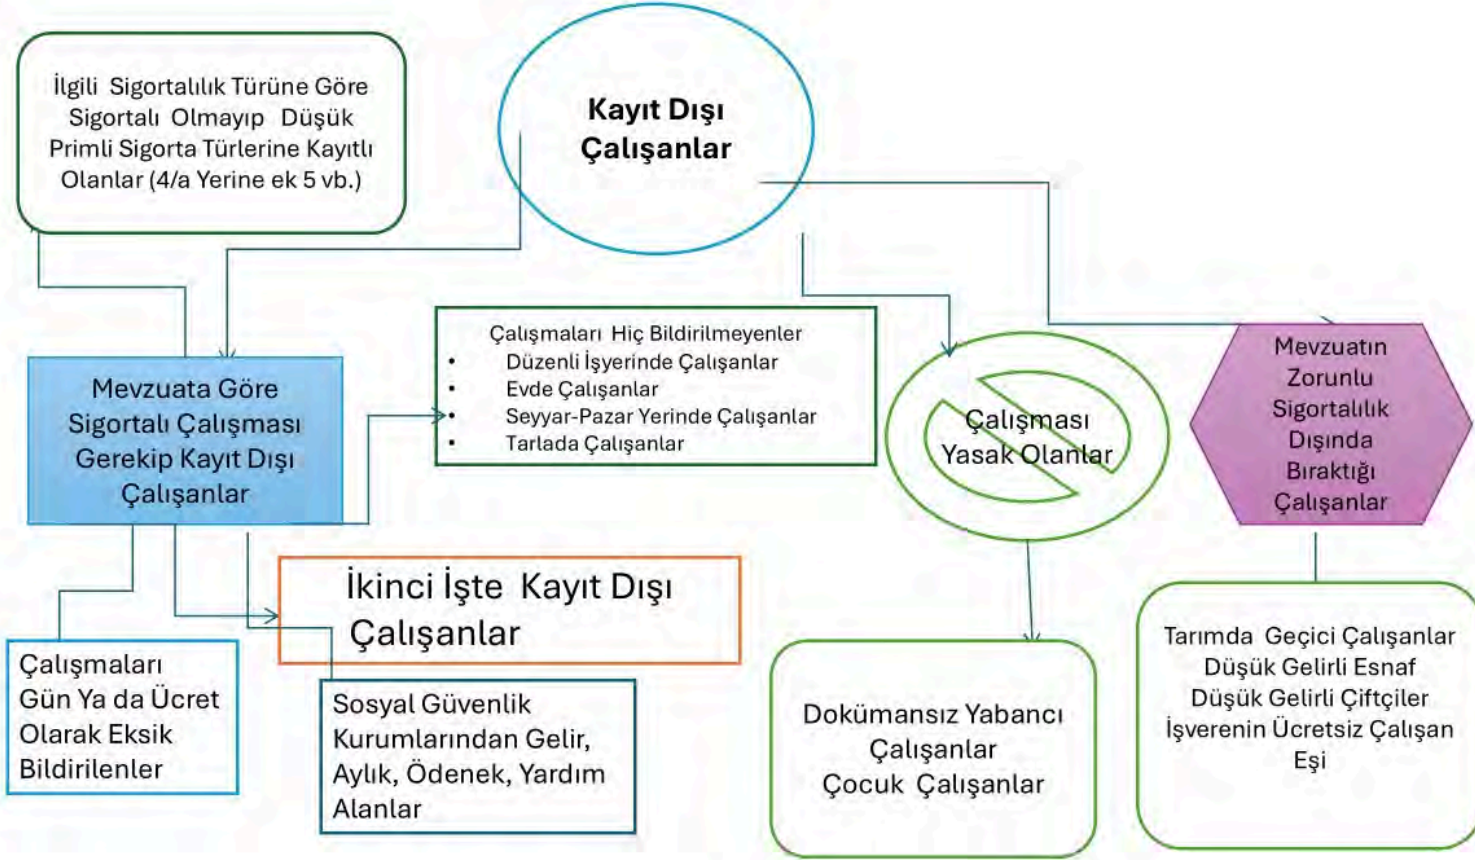 İlgili Sigortalılık Türüne Göre
Sigortalı Olmayıp Düşük
Primli Sigorta Türlerine Kayıtlı
Olanlar (4/a Yerine ek 5 vb.)
Kayıt Dışı
Çalışanlar
Mevzuata Göre
Sigortalı Çalışması
Gerekip Kayıt Dışı
Çalışanlar
Çalışmaları Hiç Bildirilmeyenler
• Düzenli İşyerinde Çalışanlar
• Evde Çalışanlar
• Seyyar-Pazar Yerinde Çalışanlar
• Tarlada Çalışanlar
Çalışması
Yasak Olanlar
Mevzuatın
Zorunlu
Sigortalılık
Dışında
Bıraktığı
Çalışanlar
İkinci İşte Kayıt Dışı
Çalışanlar
Çalışmaları
Gün Ya da Ücret
Olarak Eksik
Bildirilenler
Sosyal Güvenlik
Kurumlarından Gelir,
Aylık, Ödenek, Yardım
Alanlar
Dokümansız Yabancı
Çalışanlar
Çocuk Çalışanlar
Tarımda Geçici Çalışanlar
Düşük Gelirli Esnaf
Düşük Gelirli Çiftçiler
İşverenin Ücretsiz Çalışan
Eşi